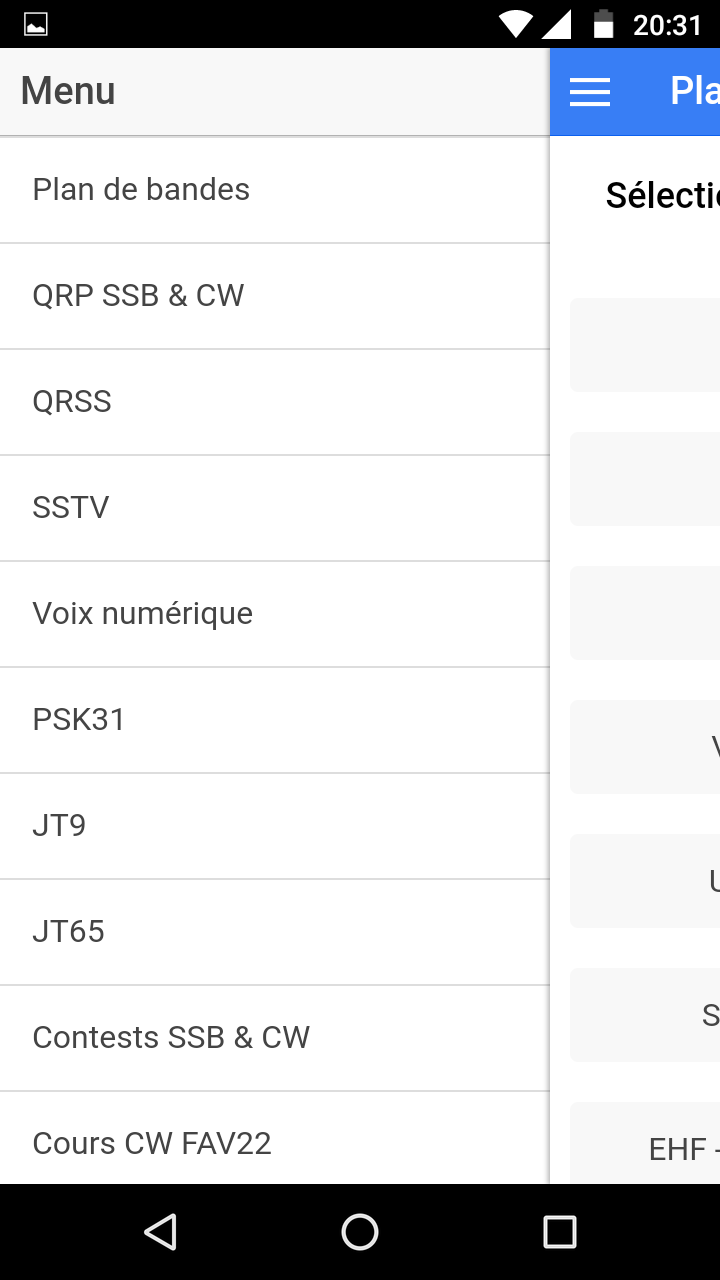 20:31
Menu
Plan de bandes
QRP SSB & CW
QRSS
SSTV
Voix numérique
PSK31
JT9
JT65
Contests SSB & CW
Cours CW FAV22
Pla
Sélecti
U
S
EHF -